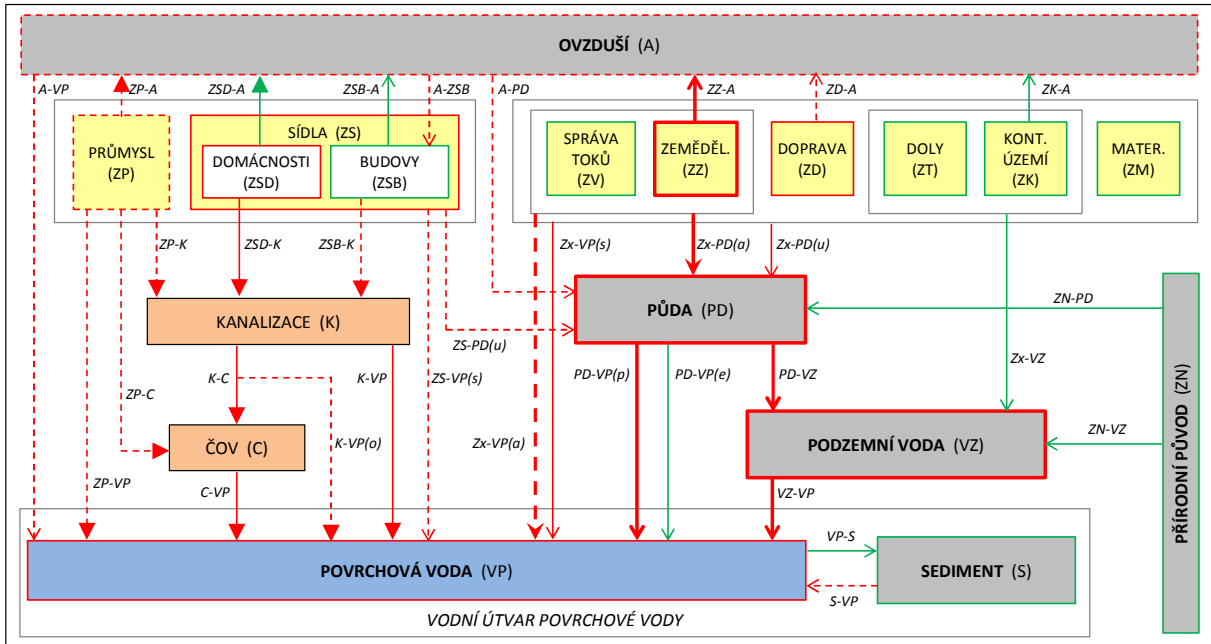 OVZDUŠÍ (A)
A-VP
ZP-A
ZSD-A
ZSB-A
A-ZSB
A-PD
ZZ-A
ZD-A
ZK-A
PRŮMYSL
(ZP)
SÍDLA (ZS)
DOMÁCNOSTI
(ZSD)
BUDOVY
(ZSB)
SPRÁVA
TOKŮ
(ZV)
ZEMĚDĚL.
(ZZ)
DOPRAVA
(ZD)
DOLY
(ZT)
KONT.
ÚZEMÍ
(ZK)
MATER.
(ZM)
ZP-K
ZSD-K
ZSB-K
Zx-VP(s)
Zx-PD(a)
Zx-PD(u)
KANALIZACE (K)
PŮDA (PD)
ZN-PD
ZS-PD(u)
Zx-VZ
ZP-C
K-C
K-VP
ZS-VP(s)
PD-VP(p)
PD-VP(e)
PD-VZ
PŘÍRODNÍ PŮVOD (ZN)
ČOV (C)
K-VP(o)
Zx-VP(a)
PODZEMNÍ VODA (VZ)
ZN-VZ
ZP-VP
C-VP
VZ-VP
POVRCHOVÁ VODA (VP)
VP-S
SEDIMENT (S)
S-VP
VODNÍ ÚTVAR POVRCHOVÉ VODY